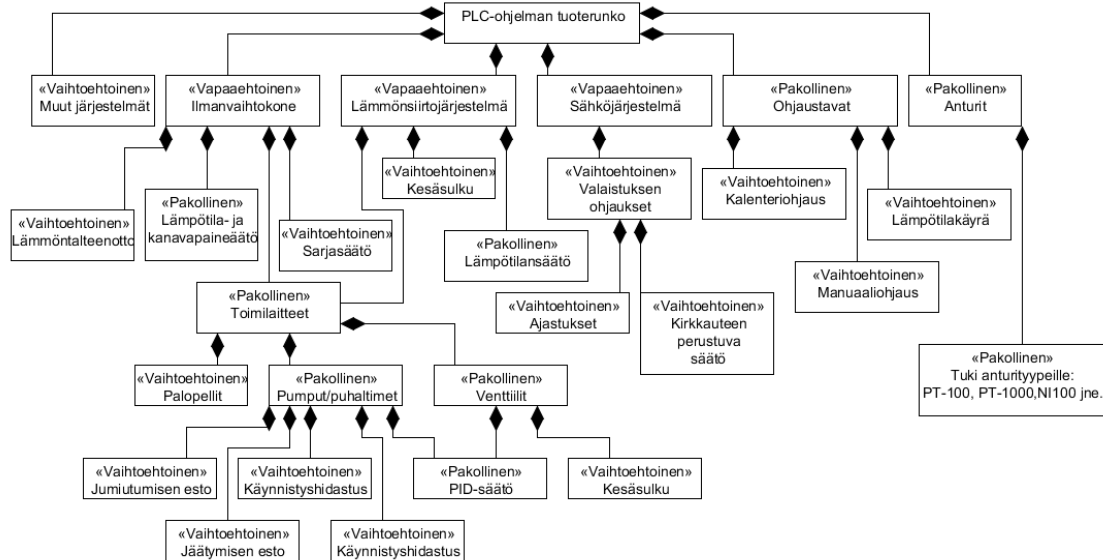 PLC-ohjelman tuoterunko
«Vaihtoehtoinen»
Muut järjestelmät
«Vapaaehtoinen»
Ilmanvaihtokone
«Vapaaehtoinen»
Lämmönsiirtojärjestelmä
«Vapaaehtoinen»
Sähköjärjestelmä
«Pakollinen»
Ohjaustavat
«Pakollinen»
Anturit
«Vaihtoehtoinen»
Kesäsulku
«Vaihtoehtoinen»
Valaistuksen
ohjaukset
«Vaihtoehtoinen»
Kalenteriohjaus
«Vaihtoehtoinen»
Lämpötilakäyrä
«Vaihtoehtoinen»
Lämmöntalteenotto
«Pakollinen»
Lämpötila- ja
kanavapaineäätö
«Vaihtoehtoinen»
Sarjasäätö
«Pakollinen»
Lämpötilansäätö
«Vaihtoehtoinen»
Manuaaliohjaus
«Pakollinen»
Toimilaitteet
«Vaihtoehtoinen»
Ajastukset
«Vaihtoehtoinen»
Kirkkauteen
perustuva
säätö
«Pakollinen»
Tuki anturityypeille:
PT-100, PT-1000,NI100 jne.
«Vaihtoehtoinen»
Palopellit
«Pakollinen»
Pumput/puhaltimet
«Pakollinen»
Venttiilit
«Vaihtoehtoinen»
Jumiutumisen esto
«Vaihtoehtoinen»
Käynnistyshidastus
«Pakollinen»
PID-säätö
«Vaihtoehtoinen»
Kesäsulku
«Vaihtoehtoinen»
Jäätymisen esto
«Vaihtoehtoinen»
Käynnistyshidastus